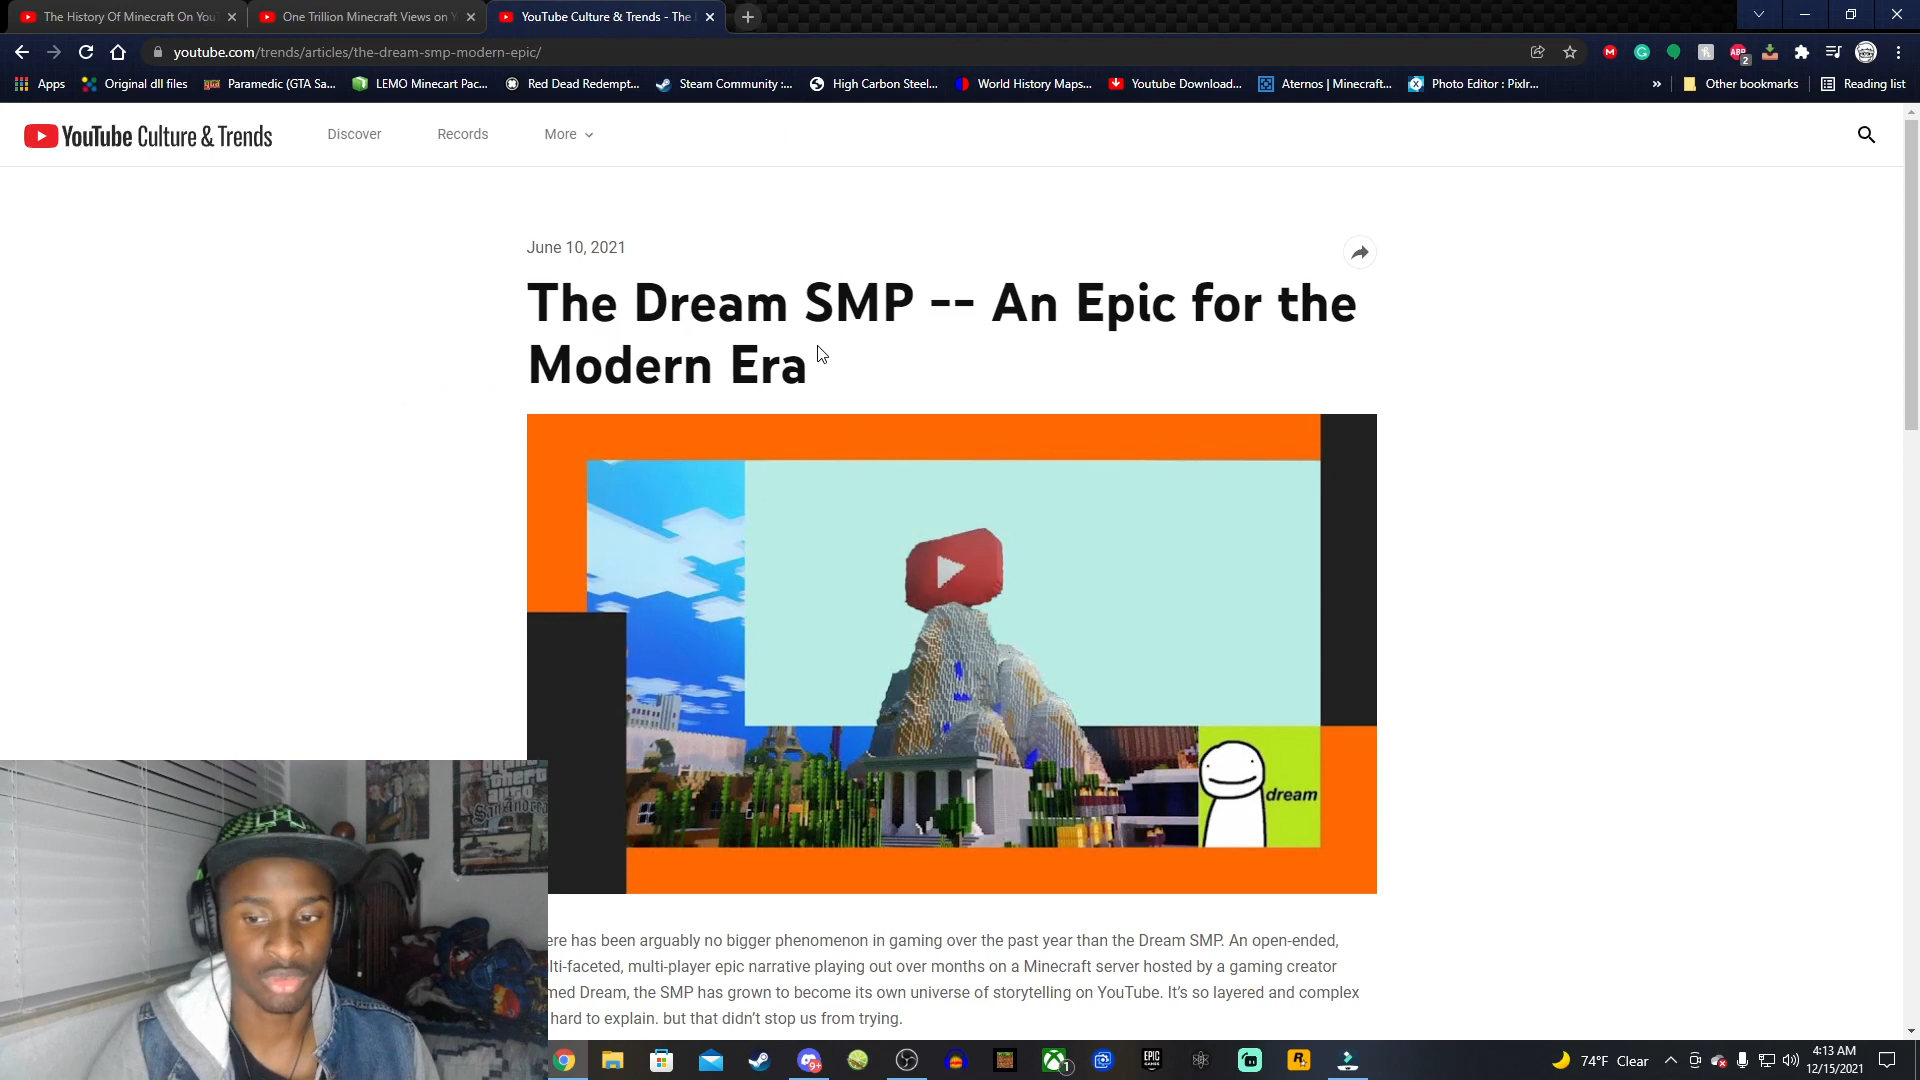 The History Of Minecraft On You
One Trillion Minecraft Views on Y
YouTube Culture & Trends - The
youtube.com/trends/articles/the-dream-smp-modern-epic/
Apps
Original dll files
Paramedic (GTA Sa...
LEMO Minecart Pac...
Red Dead Redempt...
Steam Community :...
High Carbon Steel...
World History Maps...
Youtube Download...
Aternos | Minecraft...
Photo Editor : Pixlr...
»
Other bookmarks
Reading list
YouTube Culture & Trends
Discover
Records
More
June 10, 2021
The Dream SMP -- An Epic for the
Modern Era
dream
ere has been arguably no bigger phenomenon in gaming over the past year than the Dream SMP. An open-ended,
lti-faceted, multi-player epic narrative playing out over months on a Minecraft server hosted by a gaming creator
med Dream, the SMP has grown to become its own universe of storytelling on YouTube. It's so layered and complex
hard to explain. but that didn't stop us from trying.
San Andreas
9+
1
EPIC
GAMES
74°F Clear
4:13 AM
12/15/2021